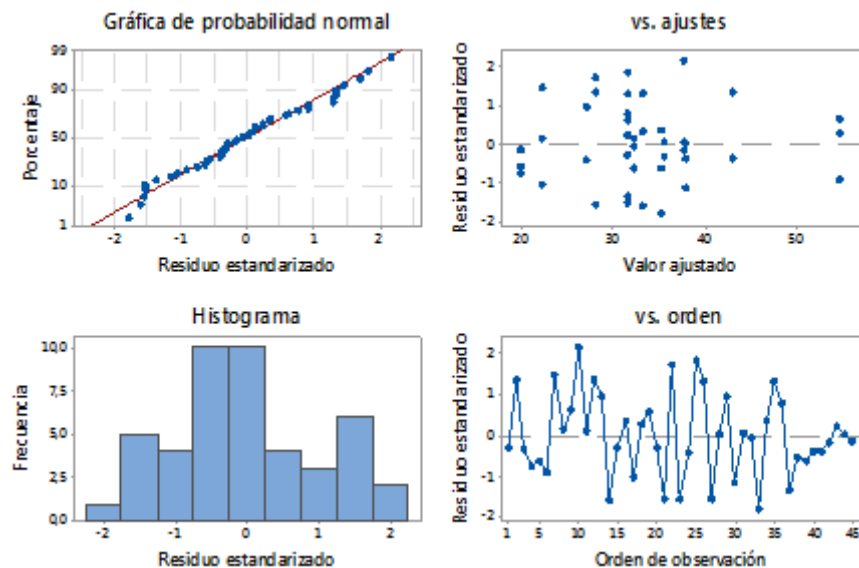 Gráfica de probabilidad normal
99
90
50
10
1
Porcentaje
-2 -1 0 1 2
Residuo estandarizado
vs. ajustes
2
1
0
-1
-2
Residuo estandarizado
20 30 40 50
Valor ajustado
Histograma
10,0
7,5
5,0
2,5
0,0
Frecuencia
-2 -1 0 1 2
Residuo estandarizado
vs. orden
2
1
0
-1
-2
Residuo estandarizado
1 5 10 15 20 25 30 35 40 45
Orden de observación